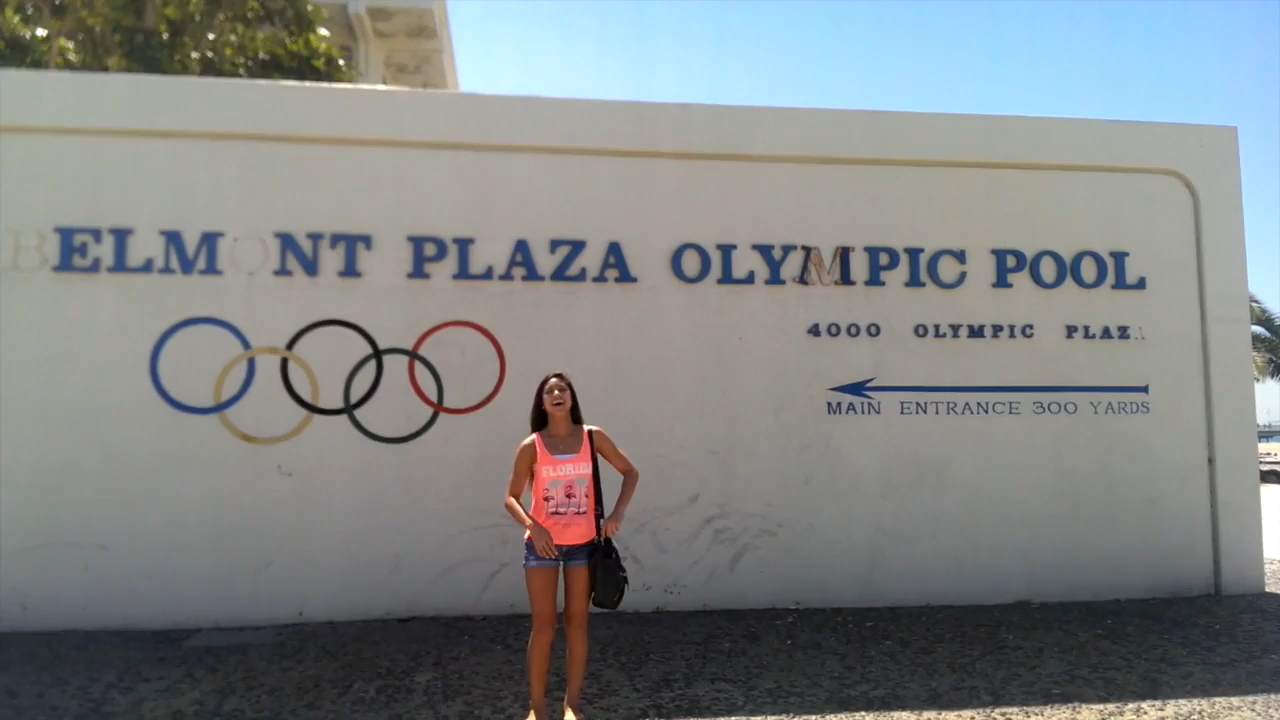 BELMONT PLAZA OLYMPIC POOL
4000 OLYMPIC PLAZA
MAIN ENTRANCE 300 YARDS
FLORIDA